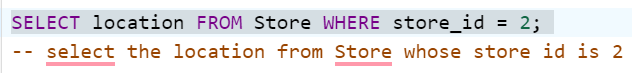 SELECT location FROM Store WHERE store_id = 2;
-- select the location from Store whose store id is 2